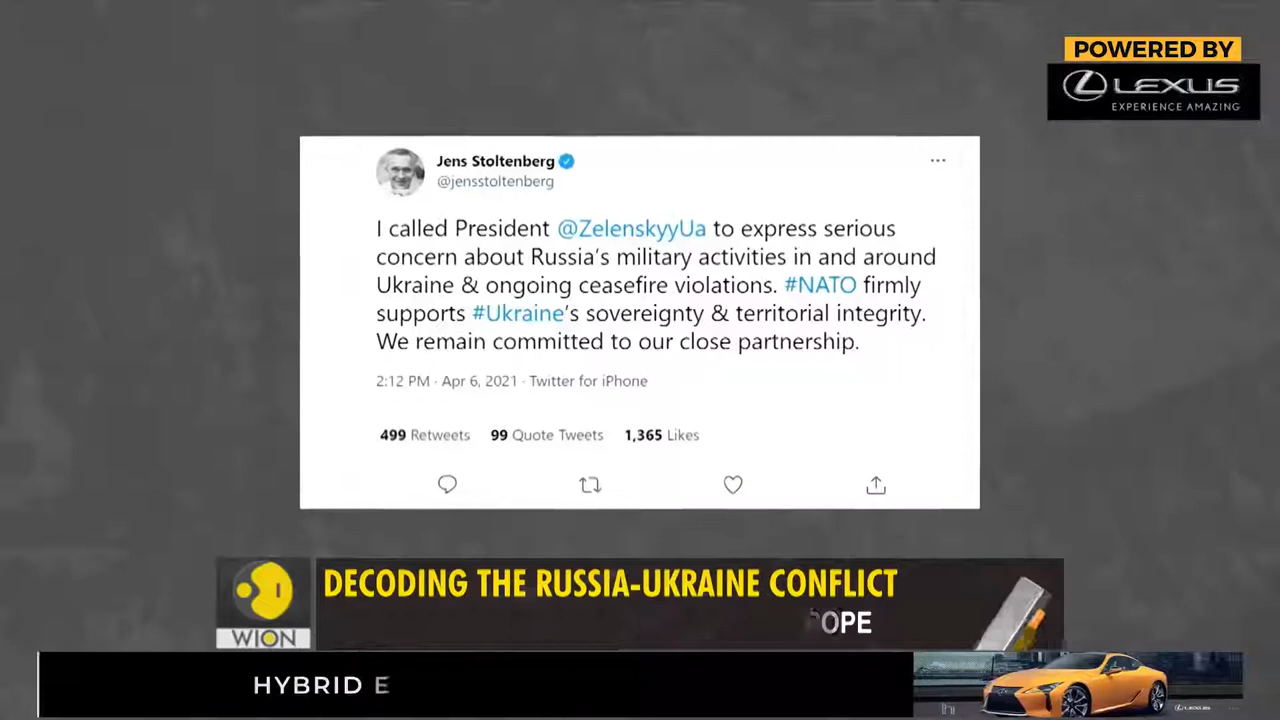 POWERED BY
LEXUS
EXPERIENCE AMAZING
Jens Stoltenberg
@jensstoltenberg
I called President @ZelenskyyUa to express serious
concern about Russia's military activities in and around
Ukraine & ongoing ceasefire violations. #NATO firmly
supports #Ukraine's sovereignty & territorial integrity.
We remain committed to our close partnership.
2:12 PM · Apr 6, 2021 · Twitter for iPhone
499 Retweets 99 Quote Tweets 1,365 Likes
DECODING THE RUSSIA-UKRAINE CONFLICT
OPE
WION
HYBRID E
LEXUS